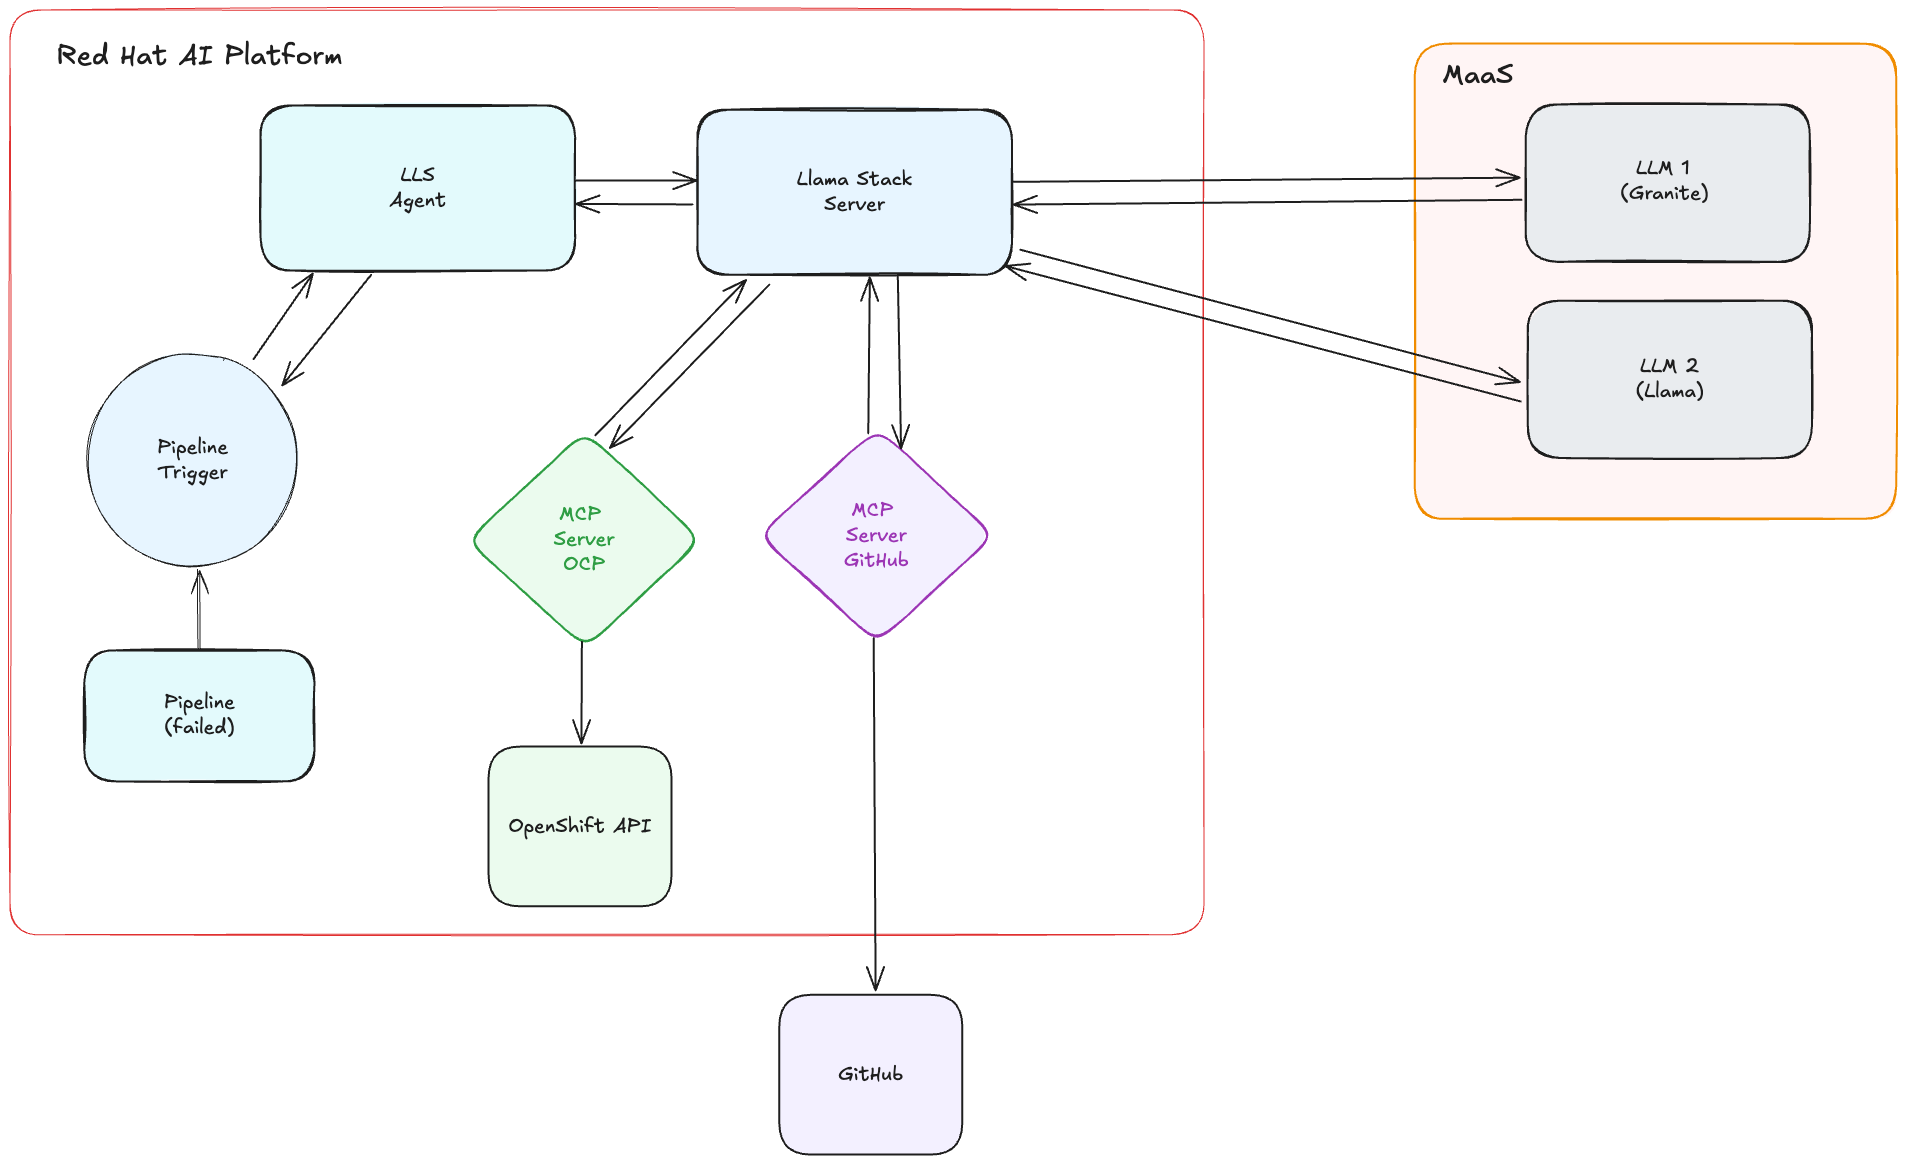 Red Hat AI Platform
MaaS
LLS
Agent
Llama Stack
Server
LLM 1
(Granite)
LLM 2
(Llama)
Pipeline
Trigger
MCP
Server
OCP
MCP
Server
GitHub
Pipeline
(failed)
OpenShift API
GitHub